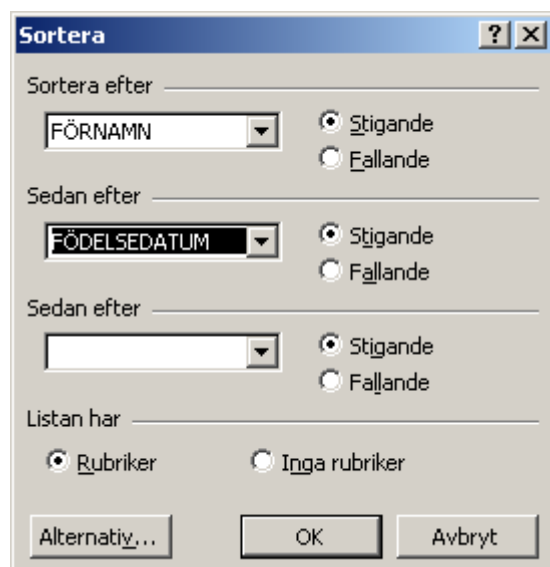 Sortera
Sortera efter
FÖRNAMN
Stigande
Fallande
Sedan efter
FÖDELSEDATUM
Stigande
Fallande
Sedan efter
Stigande
Fallande
Listan har
Rubriker Inga rubriker
Alternativ... OK Avbryt